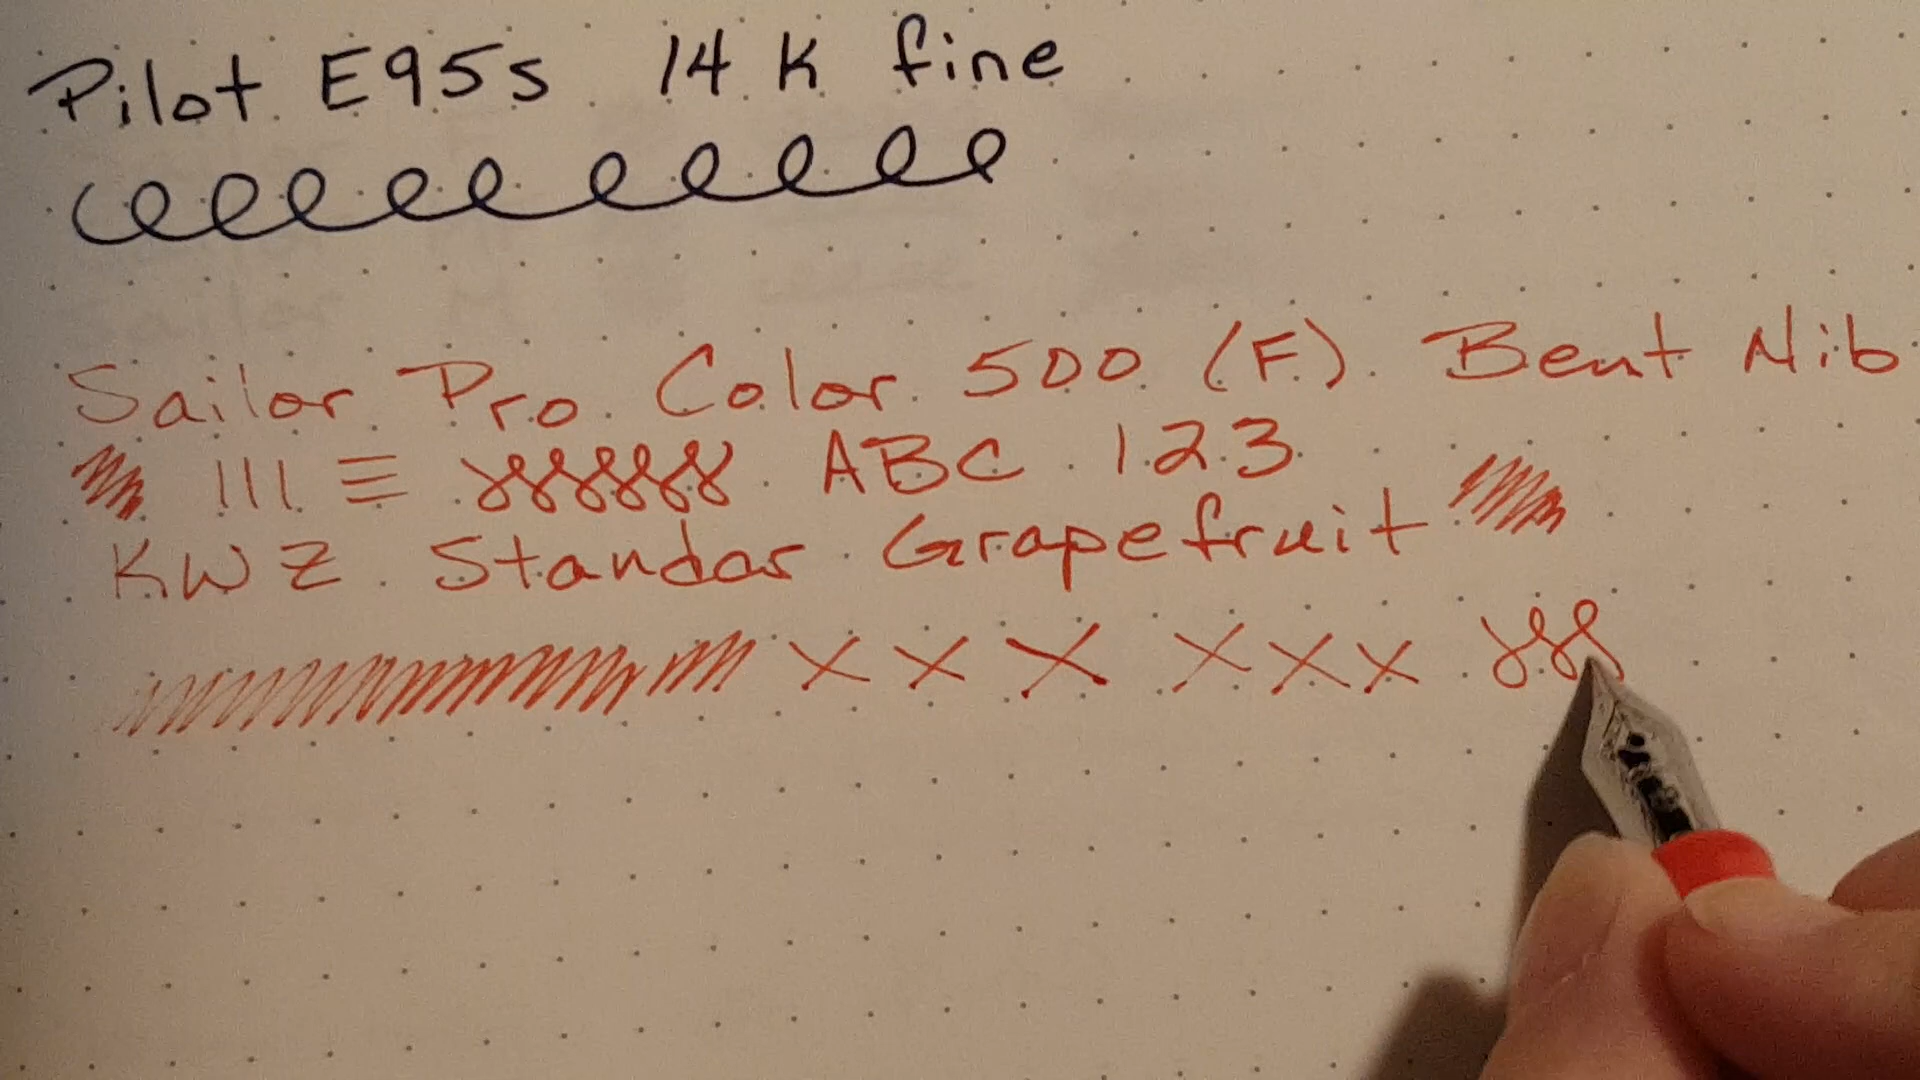 Pilot E95s 14 K fine
Sailor Pro Color 500 (F) Bent Nib
ABC 123
KWZ Standar Grapefruit
X X X X X X